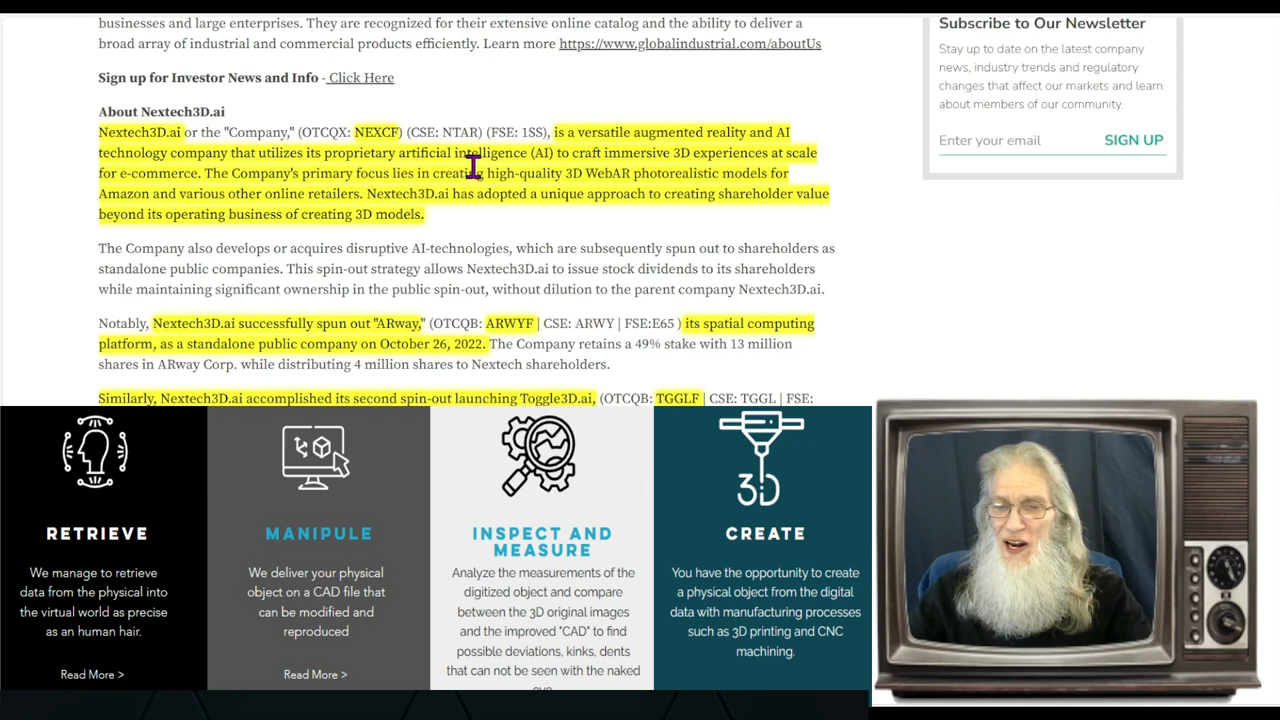 businesses and large enterprises. They are recognized for their extensive online catalog and the ability to deliver a
broad array of industrial and commercial products efficiently. Learn more https://www.globalindustrial.com/aboutUs
Sign up for Investor News and Info - Click Here
About Nextech3D.ai
Nextech3D.ai or the "Company," (OTCQX: NEXCF) (CSE: NTAR) (FSE: 1SS), is a versatile augmented reality and AI
technology company that utilizes its proprietary artificial intelligence (AI) to craft immersive 3D experiences at scale
for e-commerce. The Company's primary focus lies in creating high-quality 3D WebAR photorealistic models for
Amazon and various other online retailers. Nextech3D.ai has adopted a unique approach to creating shareholder value
beyond its operating business of creating 3D models.
The Company also develops or acquires disruptive AI-technologies, which are subsequently spun out to shareholders as
standalone public companies. This spin-out strategy allows Nextech3D.ai to issue stock dividends to its shareholders
while maintaining significant ownership in the public spin-out, without dilution to the parent company Nextech3D.ai.
Notably, Nextech3D.ai successfully spun out "ARway," (OTCQB: ARWYF | CSE: ARWY | FSE:E65 ) its spatial computing
platform, as a standalone public company on October 26, 2022. The Company retains a 49% stake with 13 million
shares in ARway Corp. while distributing 4 million shares to Nextech shareholders.
Similarly, Nextech3D.ai accomplished its second spin-out launching Toggle3D.ai, (OTCQB: TGGLF | CSE: TGGL | FSE:
Subscribe to Our Newsletter
Stay up to date on the latest company
news, industry trends and regulatory
changes that affect our markets and learn
about members of our community.
Enter email
SIGN UP
RETRIEVE
We manage to retrieve
data from the physical into
the virtual world as precise
as an human hair.
Read More >
MANIPULE
We deliver your physical
object on a CAD file that
can be modified and
reproduced
Read More >
INSPECT AND
MEASURE
Analyze the measurements of the
digitized object and compare
between the 3D original images
and the improved "CAD" to find
possible deviations, kinks, dents
that can not be seen with the naked
3D
CREATE
You have the opportunity to create
a physical object from the digital
data with manufacturing processes
such as 3D printing and CNC
machining.